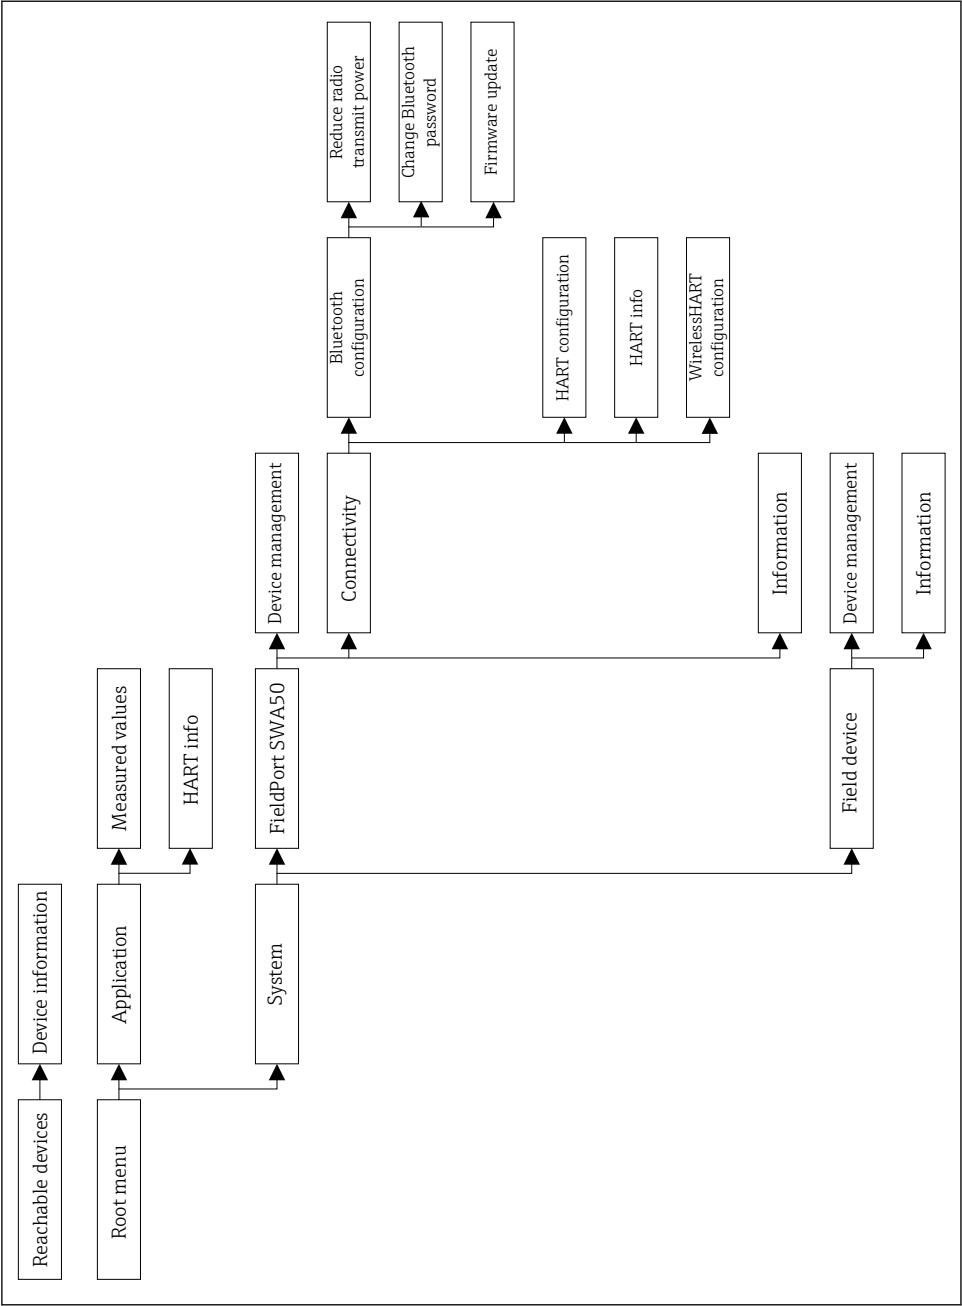 Reachable devices
Device information
Root menu
Application
Measured values
HART info
System
FieldPort SWA50
Device management
Connectivity
Bluetooth
configuration
Reduce radio
transmit power
Change Bluetooth
password
Firmware update
HART configuration
HART info
WirelessHART
configuration
Information
Field device
Device management
Information